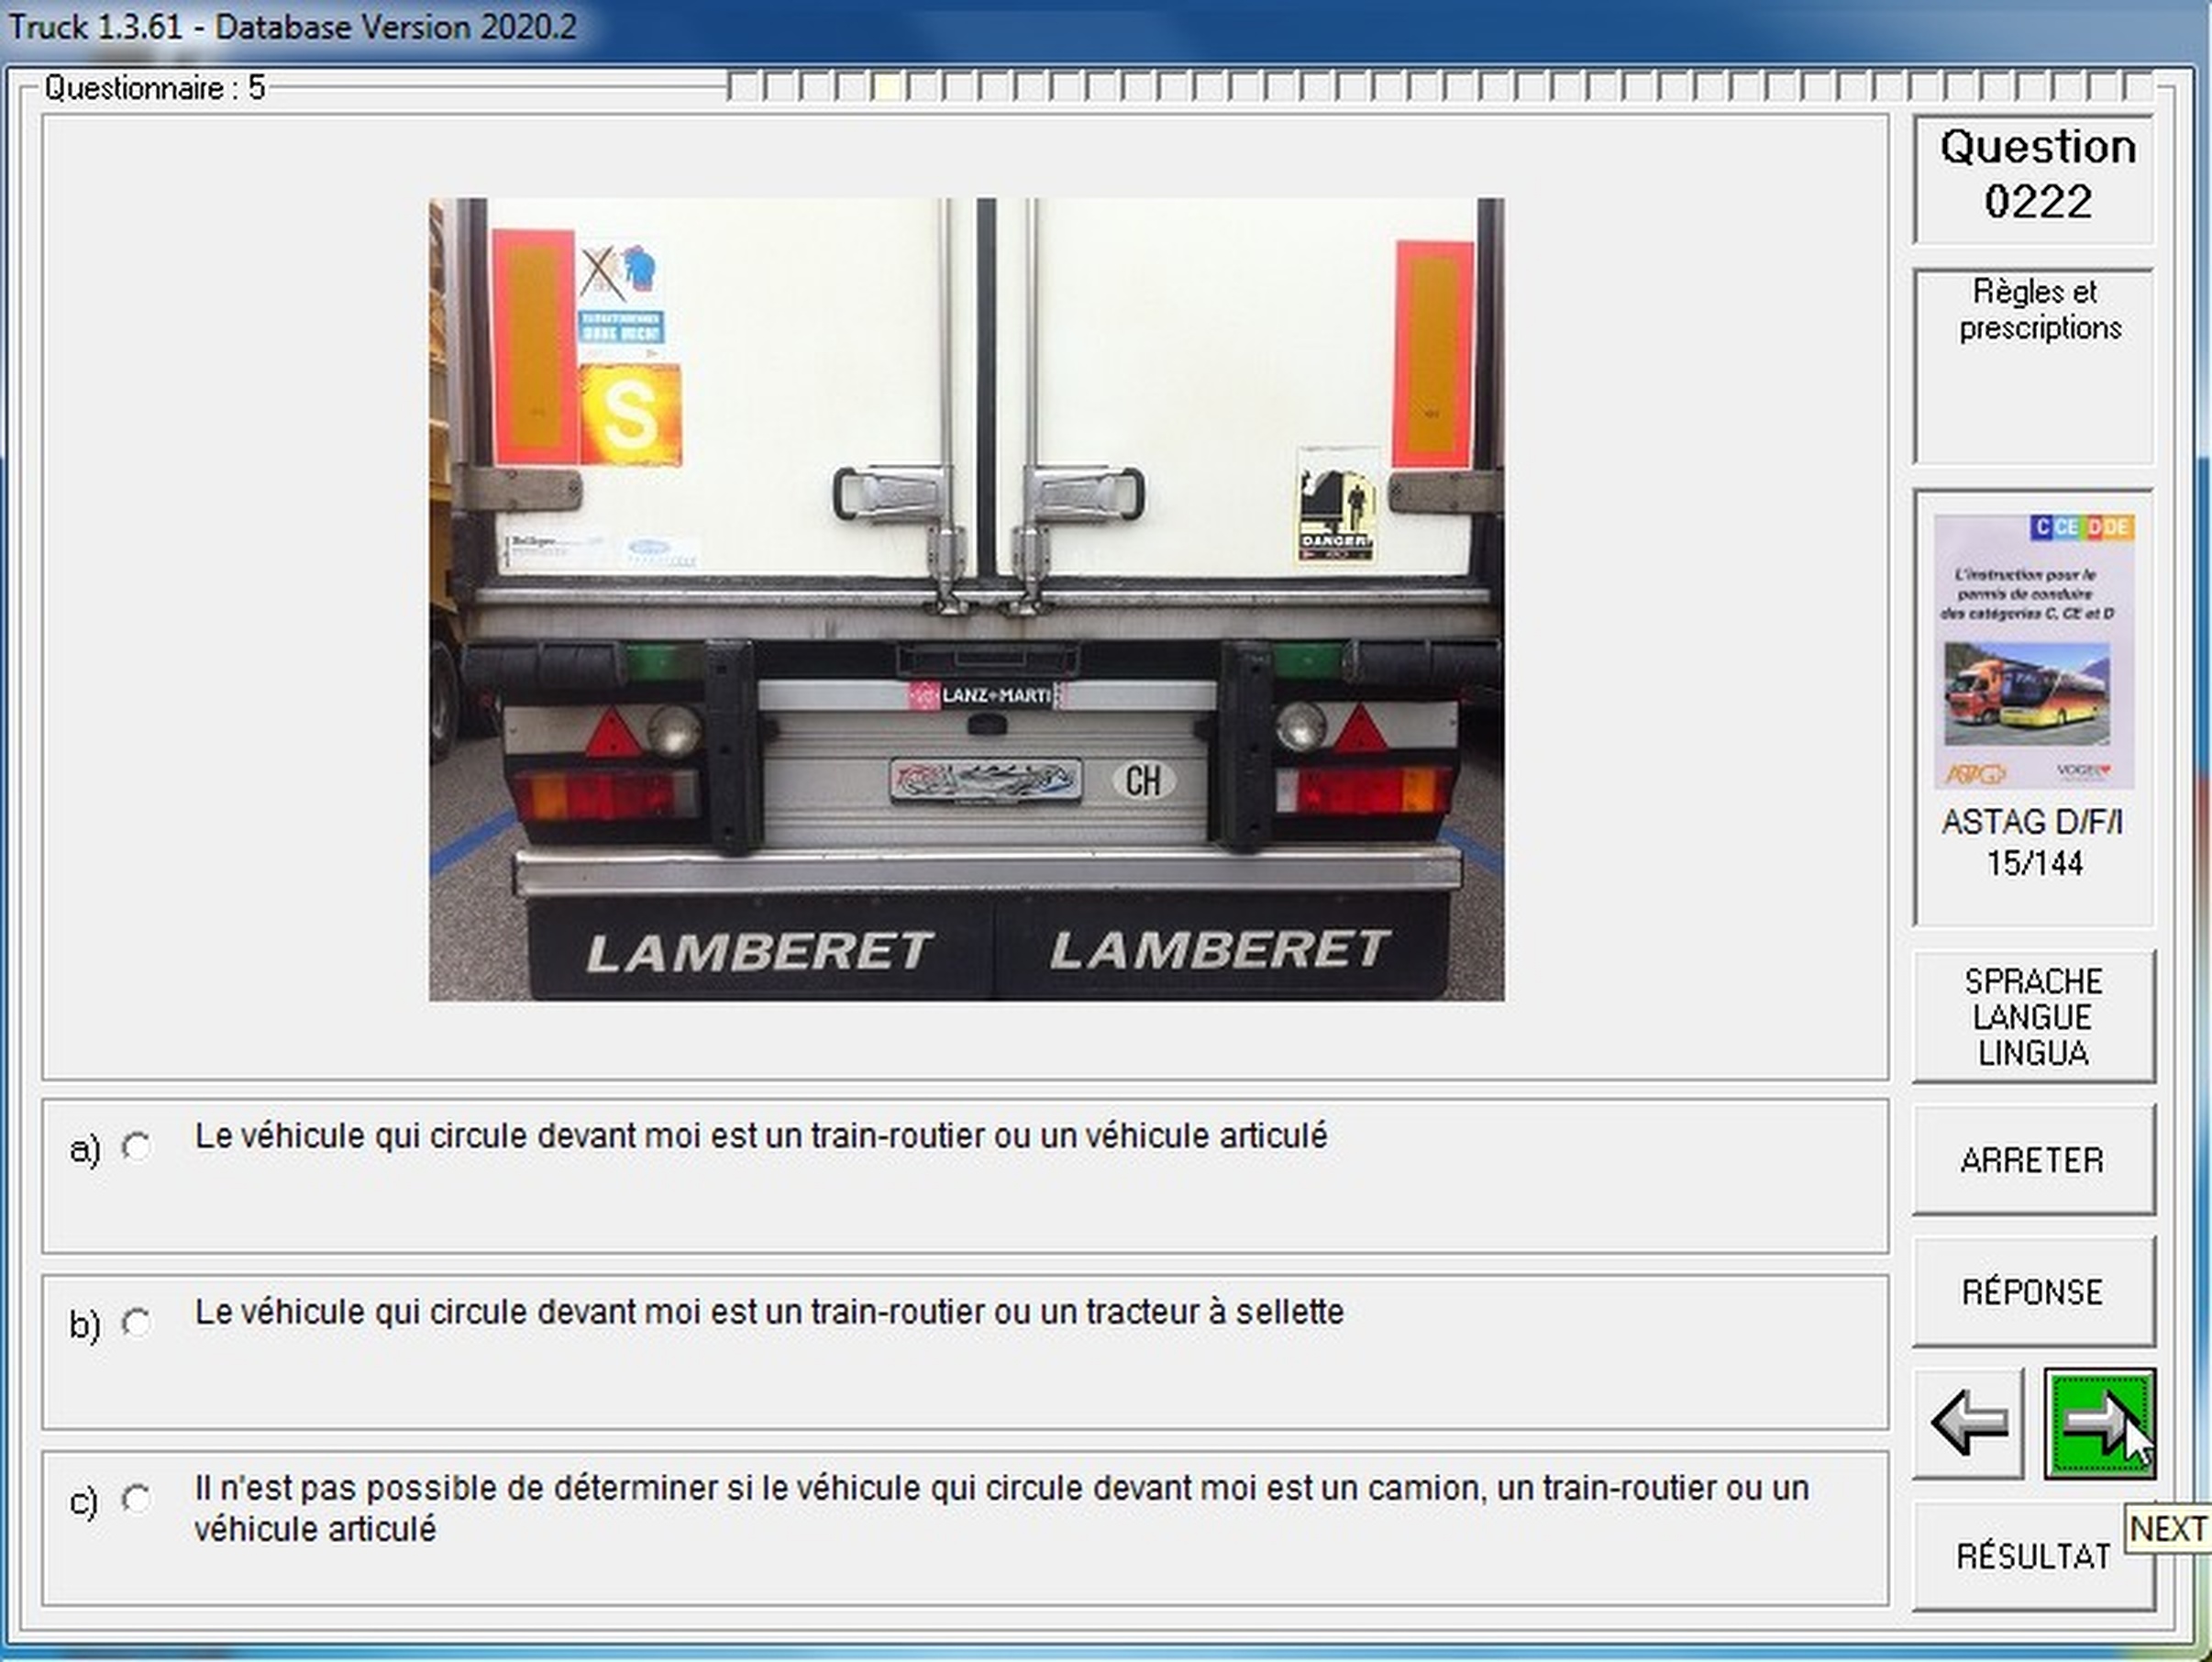 Truck 1.3.61 - Database Version 2020.2
Questionnaire : 5
Question
0222
Règles et
prescriptions
S
DANGER!
LANZ+MARTI
CH
LAMBERET LAMBERET
C CE D DE
L'instruction pour le
permis de conduire
des catégories C, CE et D
ASTAG VOGEL
ASTAG D/F/I
15/144
SPRACHE
LANGUE
LINGUA
a) Le véhicule qui circule devant moi est un train-routier ou un véhicule articulé
ARRETER
b) Le véhicule qui circule devant moi est un train-routier ou un tracteur à sellette
RÉPONSE
c) Il n'est pas possible de déterminer si le véhicule qui circule devant moi est un camion, un train-routier ou un
véhicule articulé
NEXT
RÉSULTAT